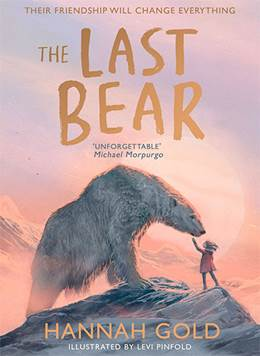 THEIR FRIENDSHIP WILL CHANGE EVERYTHING
THE LAST
BEAR
‘UNFORGETTABLE’
Michael Morpurgo
HANNAH GOLD
ILLUSTRATED BY LEVI PINFOLD